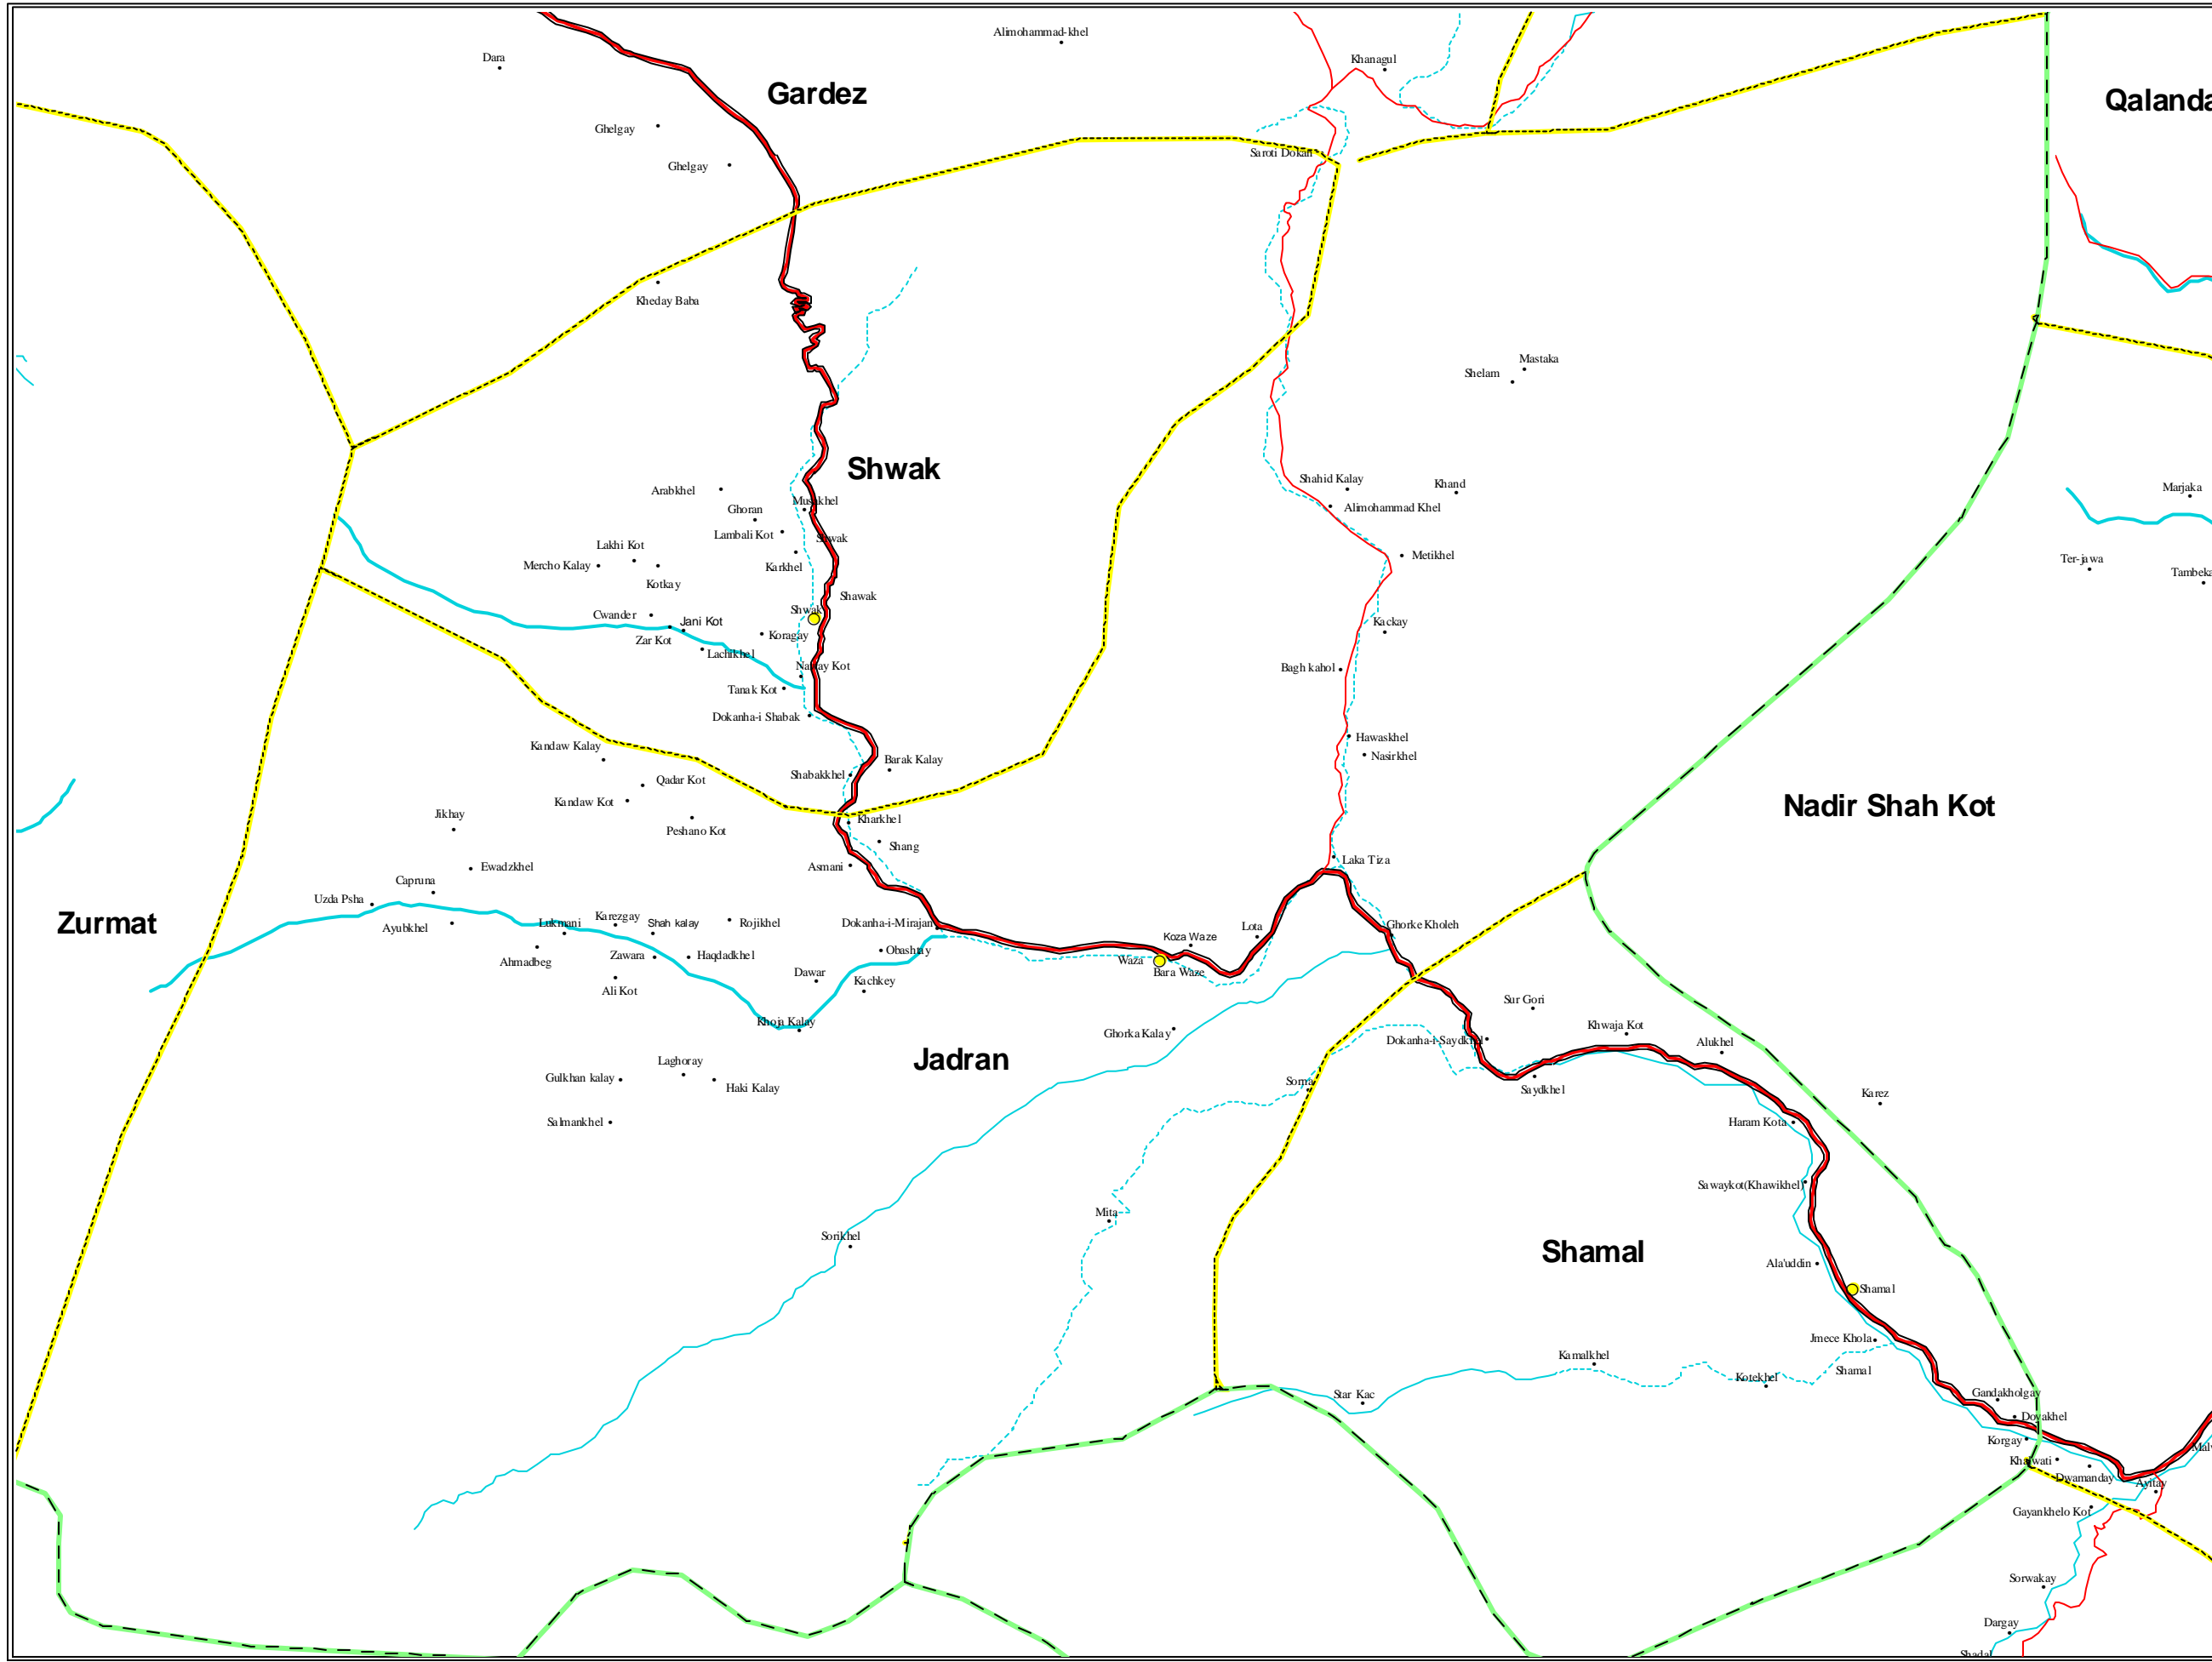 Alimohammad-khel
Dara
Khanagul
Gardez
Ghelgay
Ghelgay
Saroti Dokan
Kheday Baba
Mastaka
Shelam
Shwak
Shahid Kalay
Khand
Marjaka
Arabkhel
Musakhel
Ghoran
Alimohammad Khel
Lambali Kot
Shwak
Lakhi Kot
Metikhel
Ter-jawa
Mercho Kalay
Karkhel
Kotkay
Shawak
Cwander
Shwak
Jani Kot
Kackay
Zar Kot
Koragay
Lachikhel
Bagh kahol
Tanak Kot
Dokanha-i Shabak
Hawaskhel
Kandaw Kalay
Nasirkhel
Barak Kalay
Shabakkhel
Qadar Kot
Kandaw Kot
Nadir Shah Kot
Jikhay
Kharkhel
Peshano Kot
Shang
Laka Tiza
Ewadzkhel
Asmani
Capruna
Uzda Psha
Zurmat
Ayubkhel
Lukmani
Karezgay
Shah kalay
Rojikhel
Dokanha-i-Mirajan
Lota
Ghorke Kholeh
Koza Waze
Obashtay
Ahmadbeg
Zawara
Haqdadkhel
Waza
Bara Waze
Dawar
Kachkey
Ali Kot
Sur Gori
Khoja Kalay
Ghorka Kalay
Khwaja Kot
Dokanha-i-Saydkhel
Alukhel
Jadran
Laghoray
Gulkhan kalay
Haki Kalay
Soma
Saydkhel
Karez
Salmankhel
Haram Kota
Sawaykot(Khawikhel)
Mita
Sorikhel
Shamal
Ala'uddin
Shamal
Jmece Khola
Kamalkhel
Shamal
Kotekhel
Star Kac
Gandakholgay
Doyakhel
Korgay
Khalwati
Dwamanday
Avitay
Gayankhelo Kot
Sorwakay
Dargay